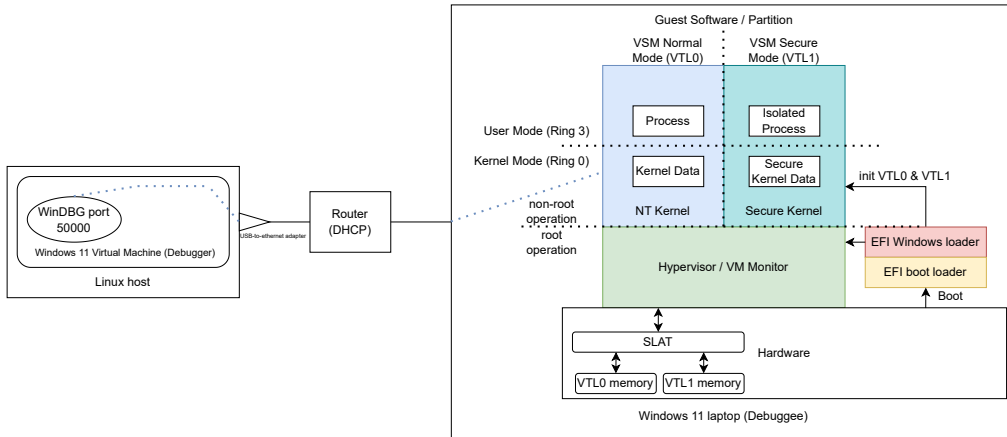 Guest Software / Partition
VSM Normal
Mode (VTL0)
VSM Secure
Mode (VTL1)
Process
Isolated
Process
User Mode (Ring 3)
Kernel Mode (Ring 0)
Kernel Data
Secure
Kernel Data
init VTL0 & VTL1
WinDBG port
50000
Windows 11 Virtual Machine (Debugger)
Linux host
USB-to-ethernet adapter
Router
(DHCP)
non-root
operation
NT Kernel
Secure Kernel
root
operation
Hypervisor / VM Monitor
EFI Windows loader
EFI boot loader
Boot
SLAT
Hardware
VTL0 memory
VTL1 memory
Windows 11 laptop (Debuggee)